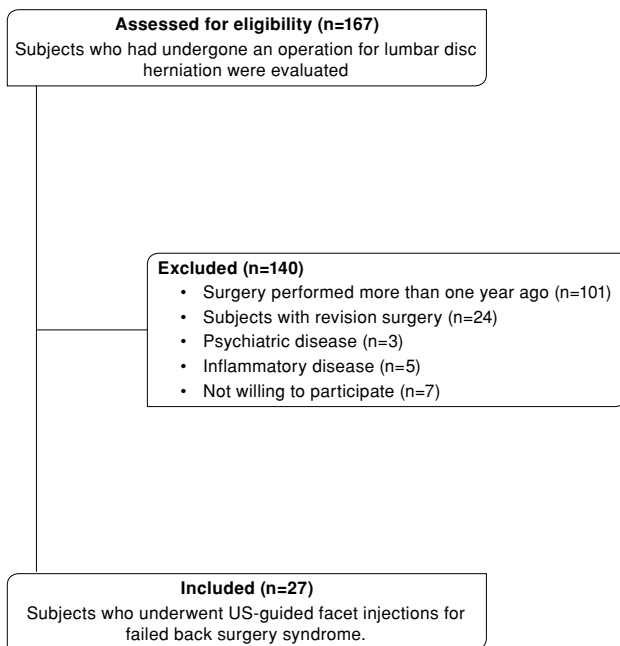 Assessed for eligibility (n=167)
Subjects who had undergone an operation for lumbar disc
herniation were evaluated
Excluded (n=140)
• Surgery performed more than one year ago (n=101)
• Subjects with revision surgery (n=24)
• Psychiatric disease (n=3)
• Inflammatory disease (n=5)
• Not willing to participate (n=7)
Included (n=27)
Subjects who underwent US-guided facet injections for
failed back surgery syndrome.